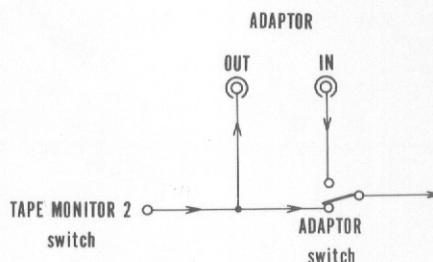 ADAPTOR
OUT
IN
TAPE MONITOR 2
switch
ADAPTOR
switch